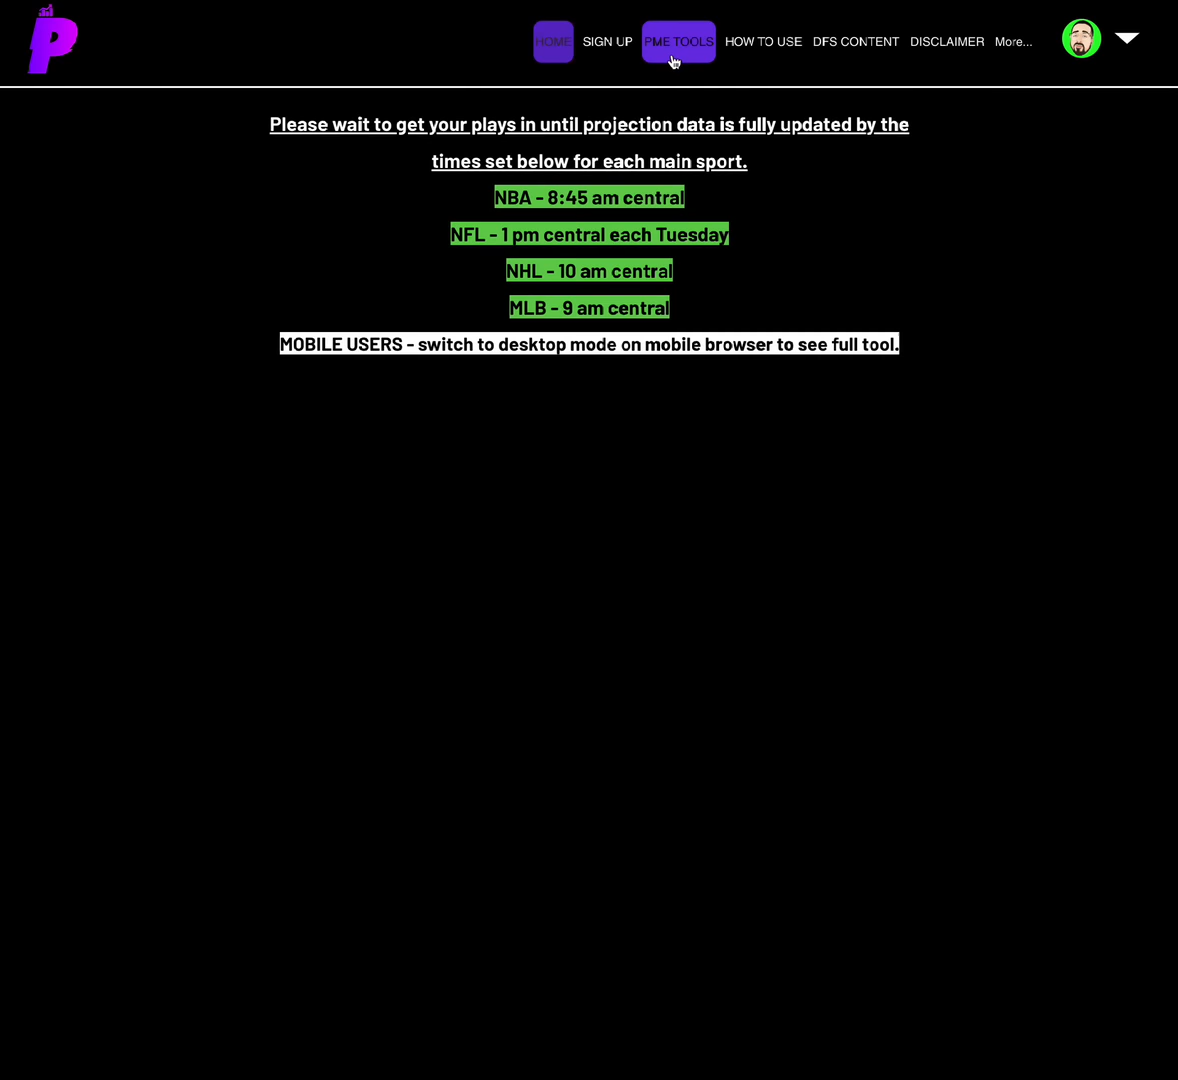 P
HOME SIGN UP PME TOOLS HOW TO USE DFS CONTENT DISCLAIMER More...
Please wait to get your plays in until projection data is fully updated by the
times set below for each main sport.
NBA - 8:45 am central
NFL - 1 pm central each Tuesday
NHL - 10 am central
MLB - 9 am central
MOBILE USERS - switch to desktop mode on mobile browser to see full tool.